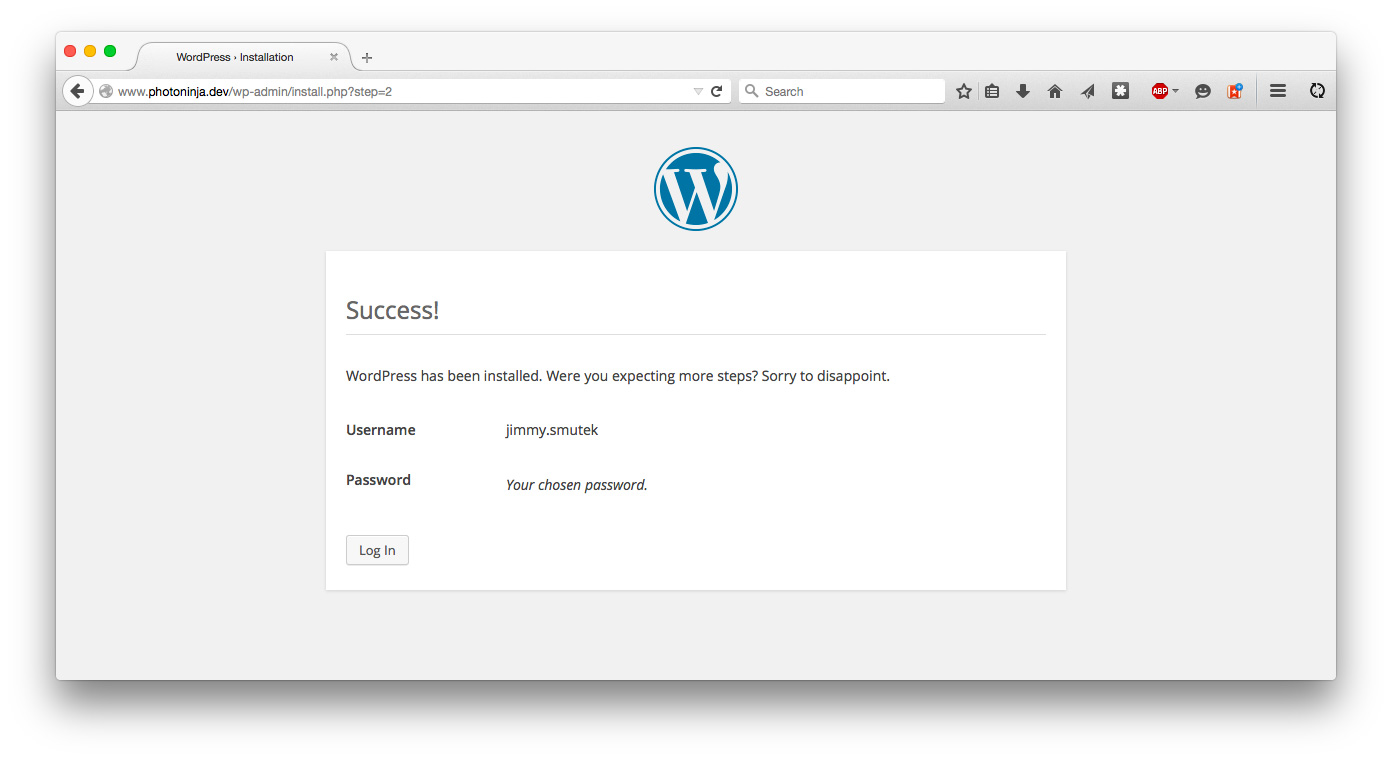 WordPress › Installation
www.photoninja.dev/wp-admin/install.php?step=2
Search
ABP
W
Success!
WordPress has been installed. Were you expecting more steps? Sorry to disappoint.
Username jimmy.smutek
Password Your chosen password.
Log In